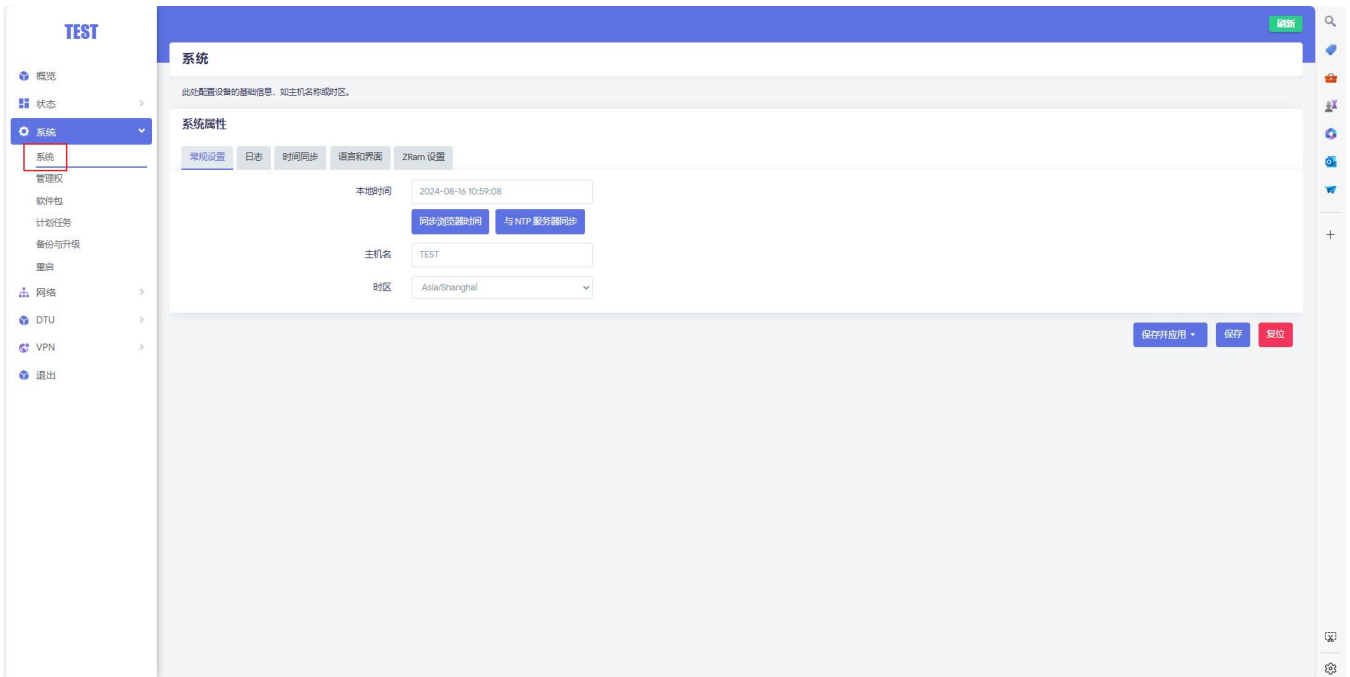 TEST
刷新
概览
状态
系统
系统
管理权
软件包
计划任务
备份与升级
重启
网络
DTU
VPN
退出
系统
此处配置设备的基础信息，如主机名称或时区。
系统属性
常规设置 日志 时间同步 语言和界面 ZRam 设置
本地时间 2024-08-16 10:59:08
同步浏览器时间 与 NTP 服务器同步
主机名 TEST
时区 Asia/Shanghai
保存并应用 保存 复位